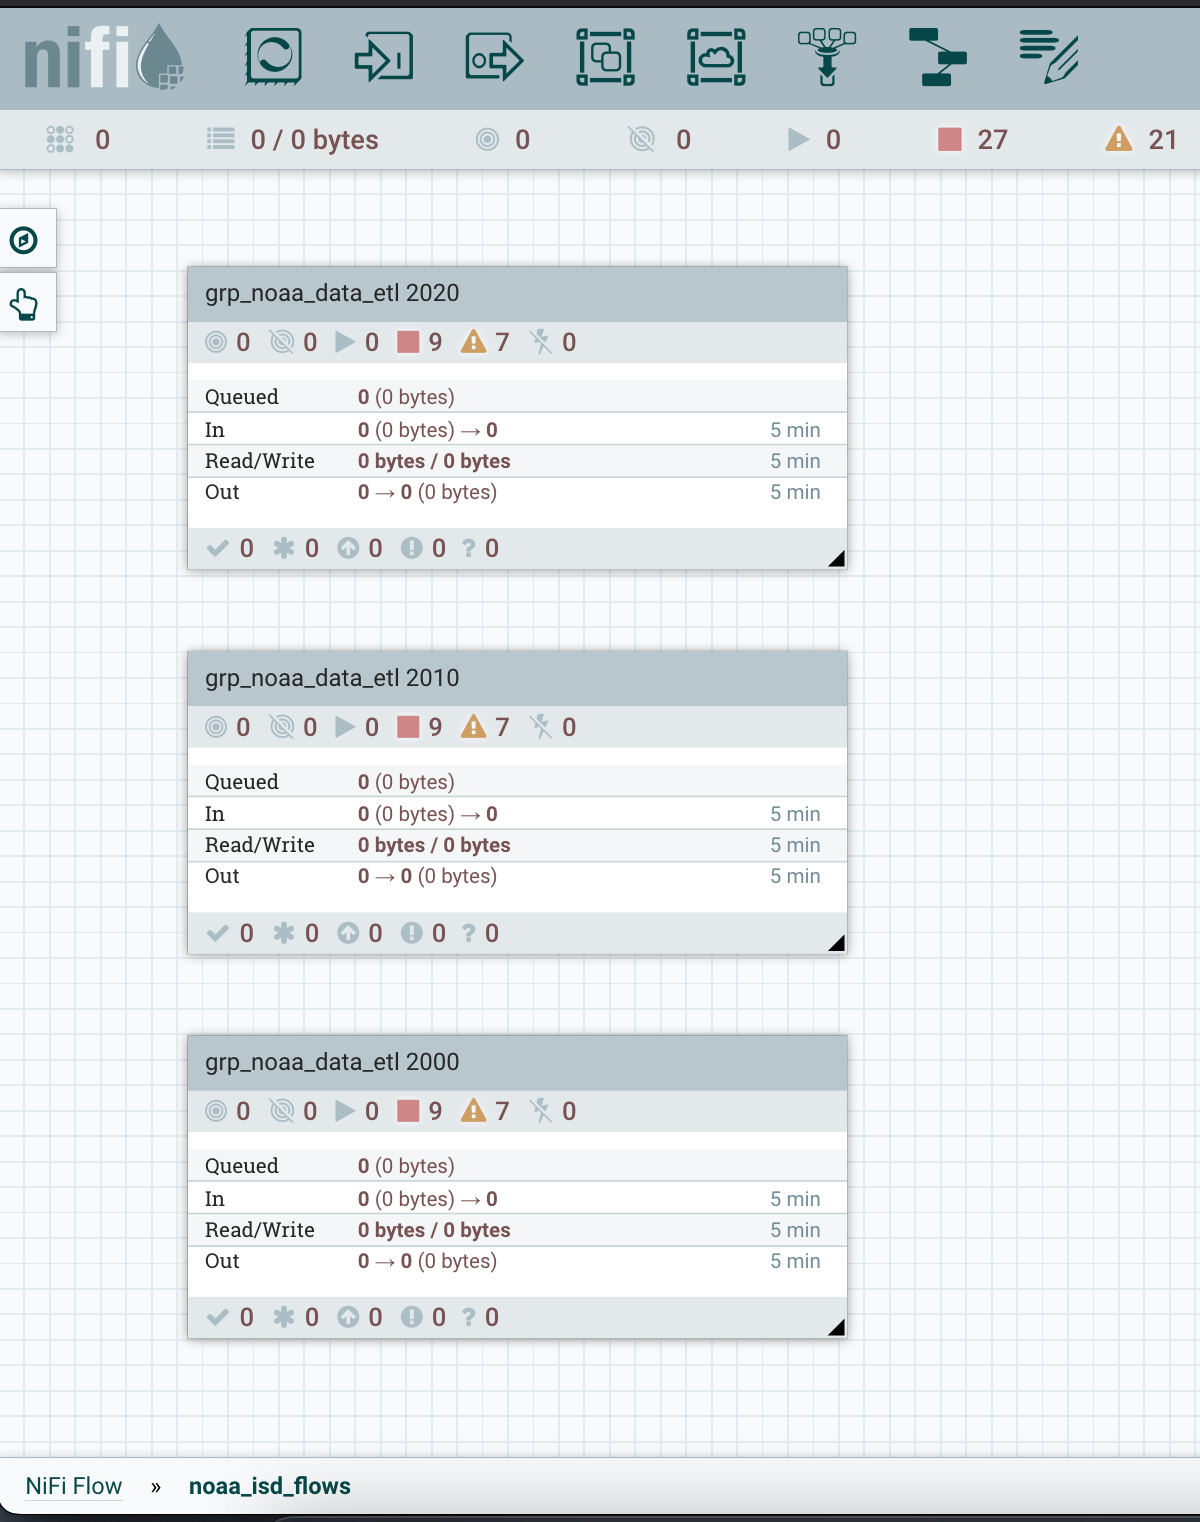 nifi
0 0 / 0 bytes 0 0 0 27 21
grp_noaa_data_etl 2020
0 0 0 9 7 0
Queued 0 (0 bytes)
In 0 (0 bytes) → 0 5 min
Read/Write 0 bytes / 0 bytes 5 min
Out 0 → 0 (0 bytes) 5 min
0 0 0 0 ? 0
grp_noaa_data_etl 2010
0 0 0 9 7 0
Queued 0 (0 bytes)
In 0 (0 bytes) → 0 5 min
Read/Write 0 bytes / 0 bytes 5 min
Out 0 → 0 (0 bytes) 5 min
0 0 0 0 ? 0
grp_noaa_data_etl 2000
0 0 0 9 7 0
Queued 0 (0 bytes)
In 0 (0 bytes) → 0 5 min
Read/Write 0 bytes / 0 bytes 5 min
Out 0 → 0 (0 bytes) 5 min
0 0 0 0 ? 0
NiFi Flow » noaa_isd_flows